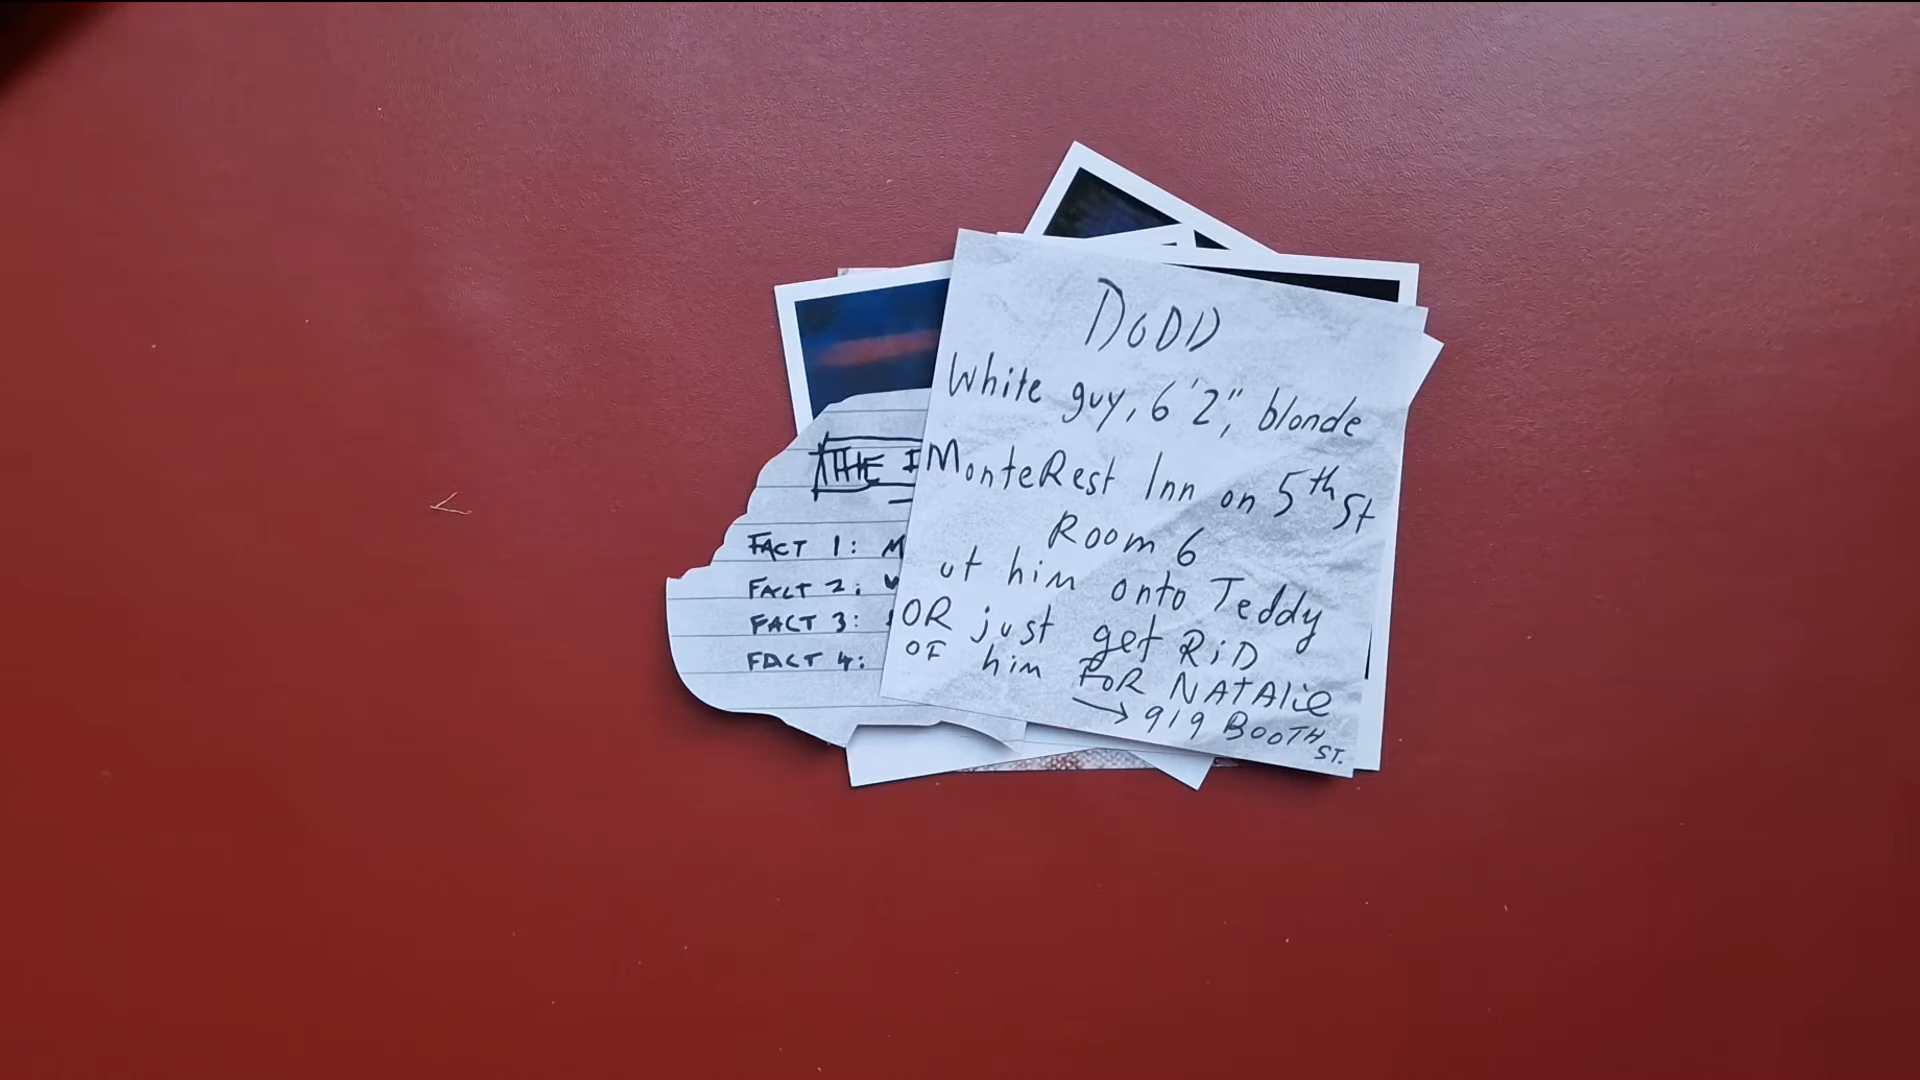 DODD
White guy, 6'2", blonde
MonteRest Inn on 5th St
Room 6
ut him onto Teddy
OR just get RiD
OF him FOR NATAliE
→ 919 BOOTH
ST.
THE
FACT 1: M
FACT 2:
FACT 3:
FACT 4: